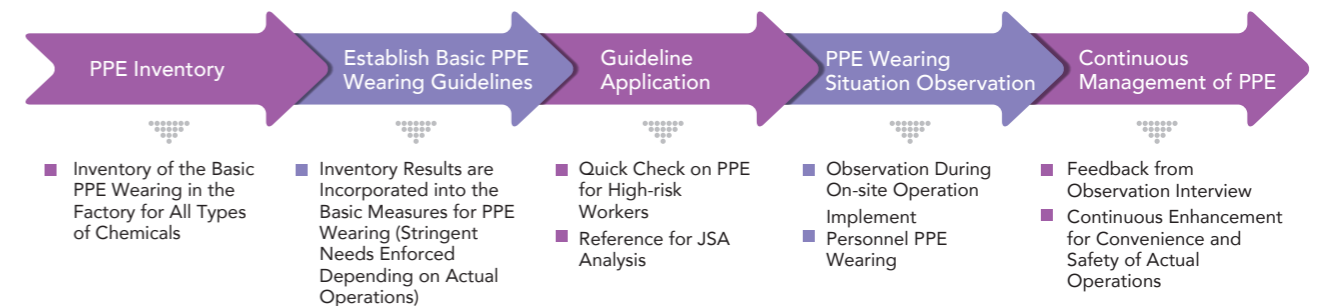 PPE Inventory
Establish Basic PPE
Wearing Guidelines
Guideline
Application
PPE Wearing
Situation Observation
Continuous
Management of PPE
Inventory of the Basic
PPE Wearing in the
Factory for All Types
of Chemicals
Inventory Results are
Incorporated into the
Basic Measures for PPE
Wearing (Stringent
Needs Enforced
Depending on Actual
Operations)
Quick Check on PPE
for High-risk
Workers
Reference for JSA
Analysis
Observation During
On-site Operation
Implement
Personnel PPE
Wearing
Feedback from
Observation Interview
Continuous Enhancement
for Convenience and
Safety of Actual
Operations